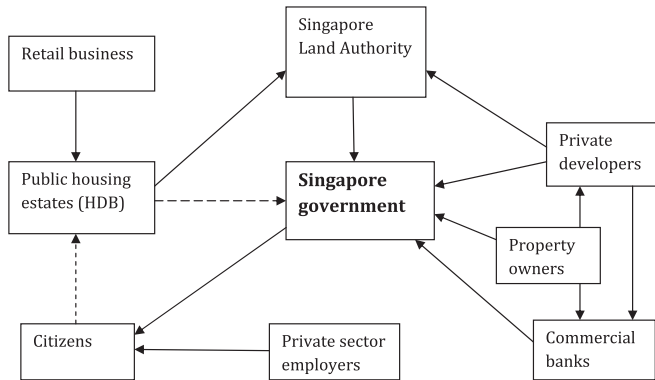 Retail business
Singapore
Land Authority
Private
developers
Public housing
estates (HDB)
Singapore
government
Property
owners
Citizens
Private sector
employers
Commercial
banks